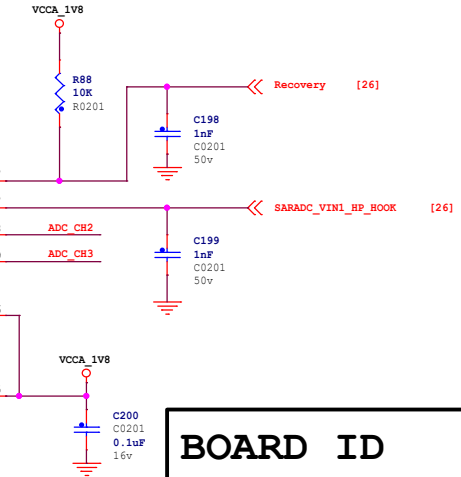 VCCA_1V8
R88
10K
R0201
Recovery [26]
C198
1nF
C0201
50v
SARADC_VIN1_HP_HOOK [26]
ADC_CH2
ADC_CH3
C199
1nF
C0201
50v
VCCA_1V8
C200
C0201
0.1uF
16v
BOARD ID